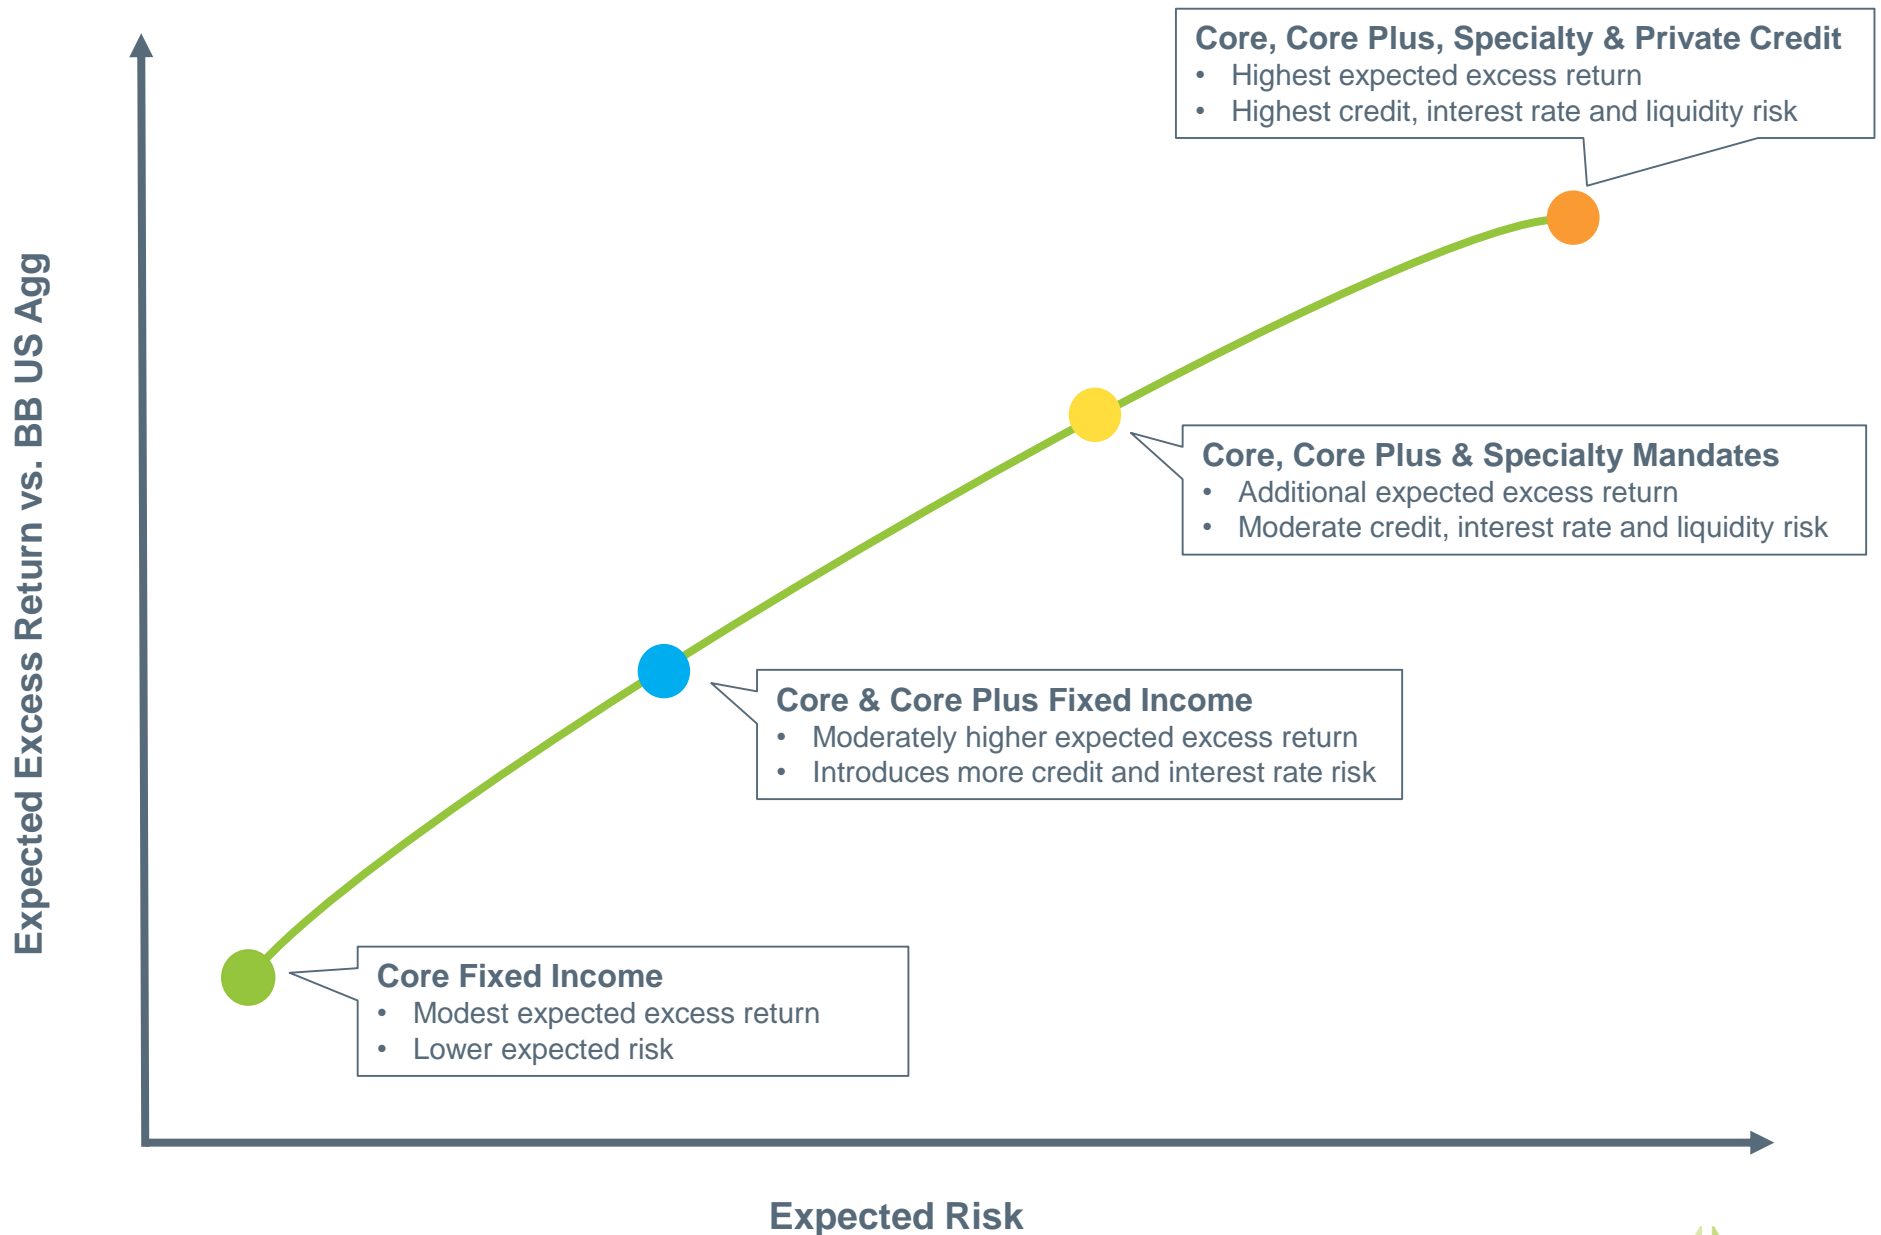 Core, Core Plus, Specialty & Private Credit
• Highest expected excess return
• Highest credit, interest rate and liquidity risk
Expected Excess Return vs. BB US Agg
Core, Core Plus & Specialty Mandates
• Additional expected excess return
• Moderate credit, interest rate and liquidity risk
Core & Core Plus Fixed Income
• Moderately higher expected excess return
• Introduces more credit and interest rate risk
Core Fixed Income
• Modest expected excess return
• Lower expected risk
Expected Risk